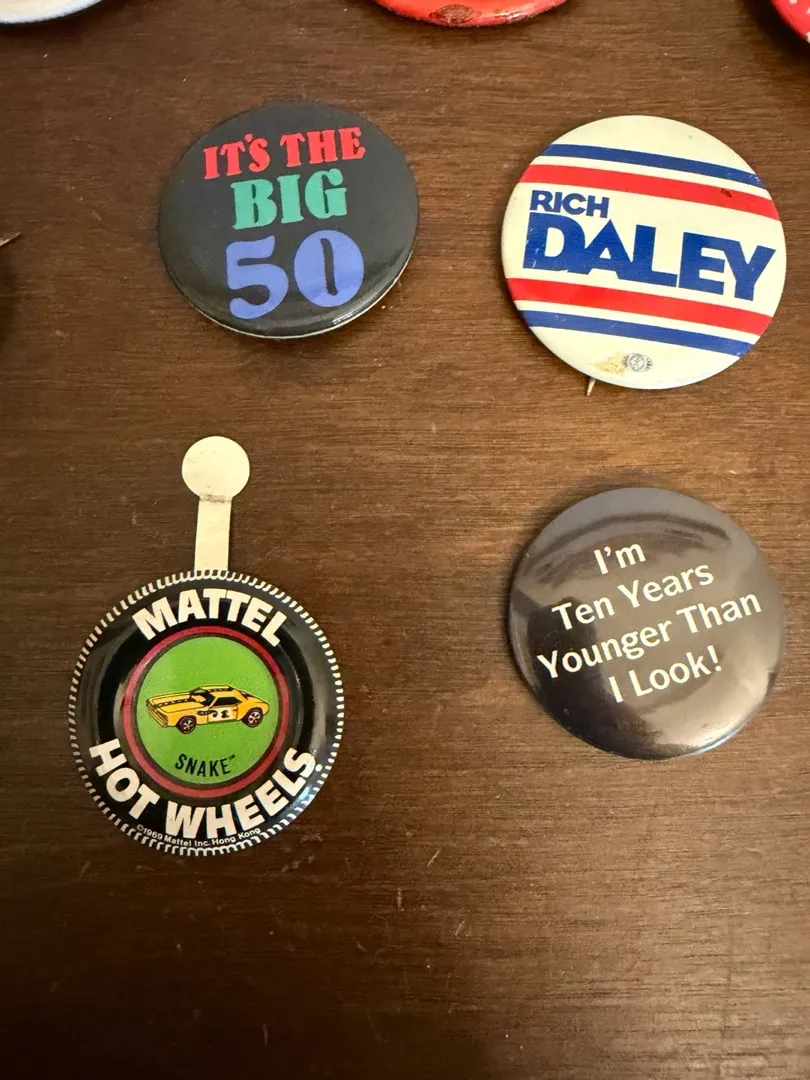 IT'S THE
BIG
50
RICH
DALEY
MATTEL
SNAKE™
HOT WHEELS®
©1969 Mattel Inc. Hong Kong
I'm
Ten Years
Younger Than
I Look!